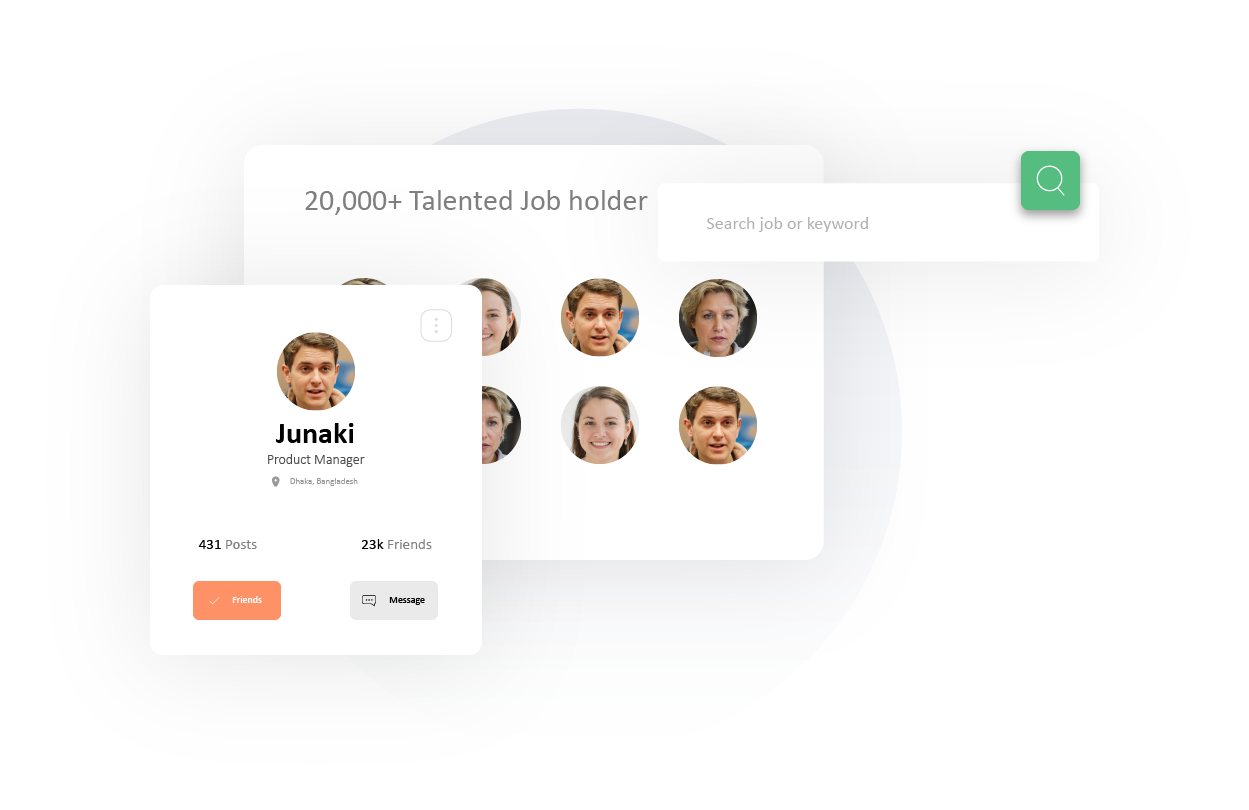 20,000+ Talented Job holder
Search job or keyword
Junaki
Product Manager
Dhaka, Bangladesh
431 Posts
23k Friends
Friends
Message